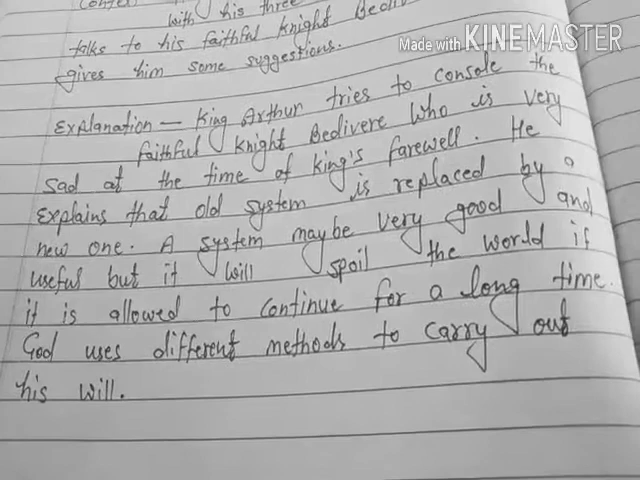 Context
with his three
talks to his faithful knight Bedi
gives him some suggestions.
Made with KINEMASTER
Explanation — King Arthur tries to console the
faithful knight Bedivere who is very
sad at the time of king's farewell. He
explains that old system is replaced by a
new one. A system maybe very good and
useful but it will spoil the world if
it is allowed to continue for a long time.
God uses different methods to carry out
his will.